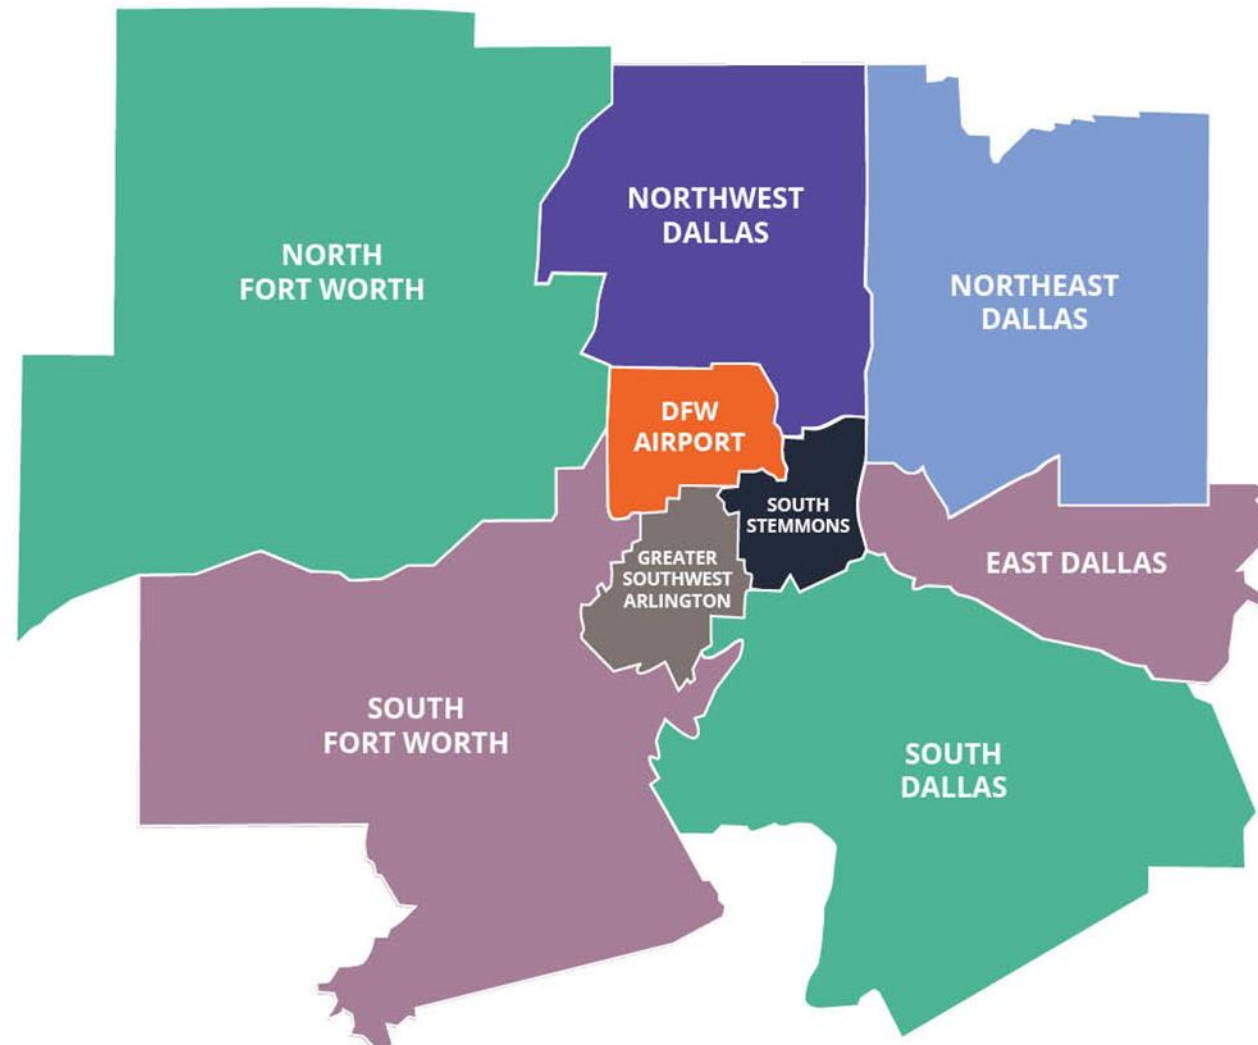 NORTHWEST
DALLAS
NORTH
FORT WORTH
NORTHEAST
DALLAS
DFW
AIRPORT
SOUTH
STEMMONS
GREATER
SOUTHWEST
ARLINGTON
EAST DALLAS
SOUTH
FORT WORTH
SOUTH
DALLAS